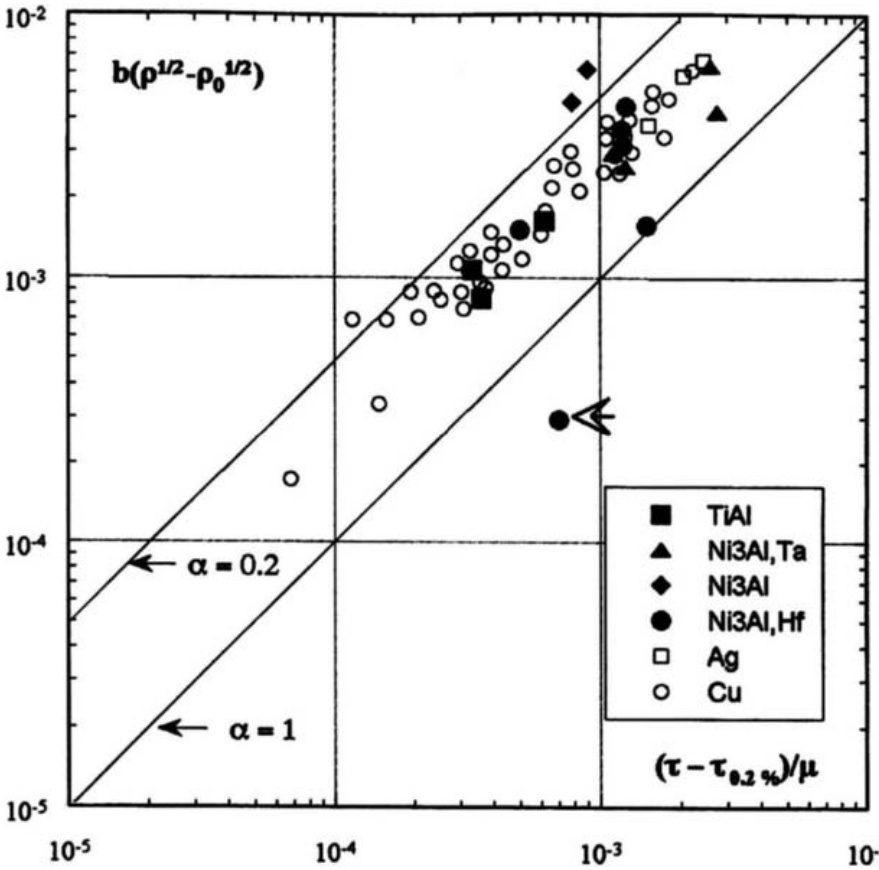 10⁻²
b(ρ^1/2-ρ₀^1/2)
10⁻³
10⁻⁴
α = 0.2
α = 1
TiAl
Ni3Al,Ta
Ni3Al
Ni3Al,Hf
Ag
Cu
(τ – τ₀.₂ %)/μ
10⁻⁵
10⁻⁵
10⁻⁴
10⁻³
10⁻